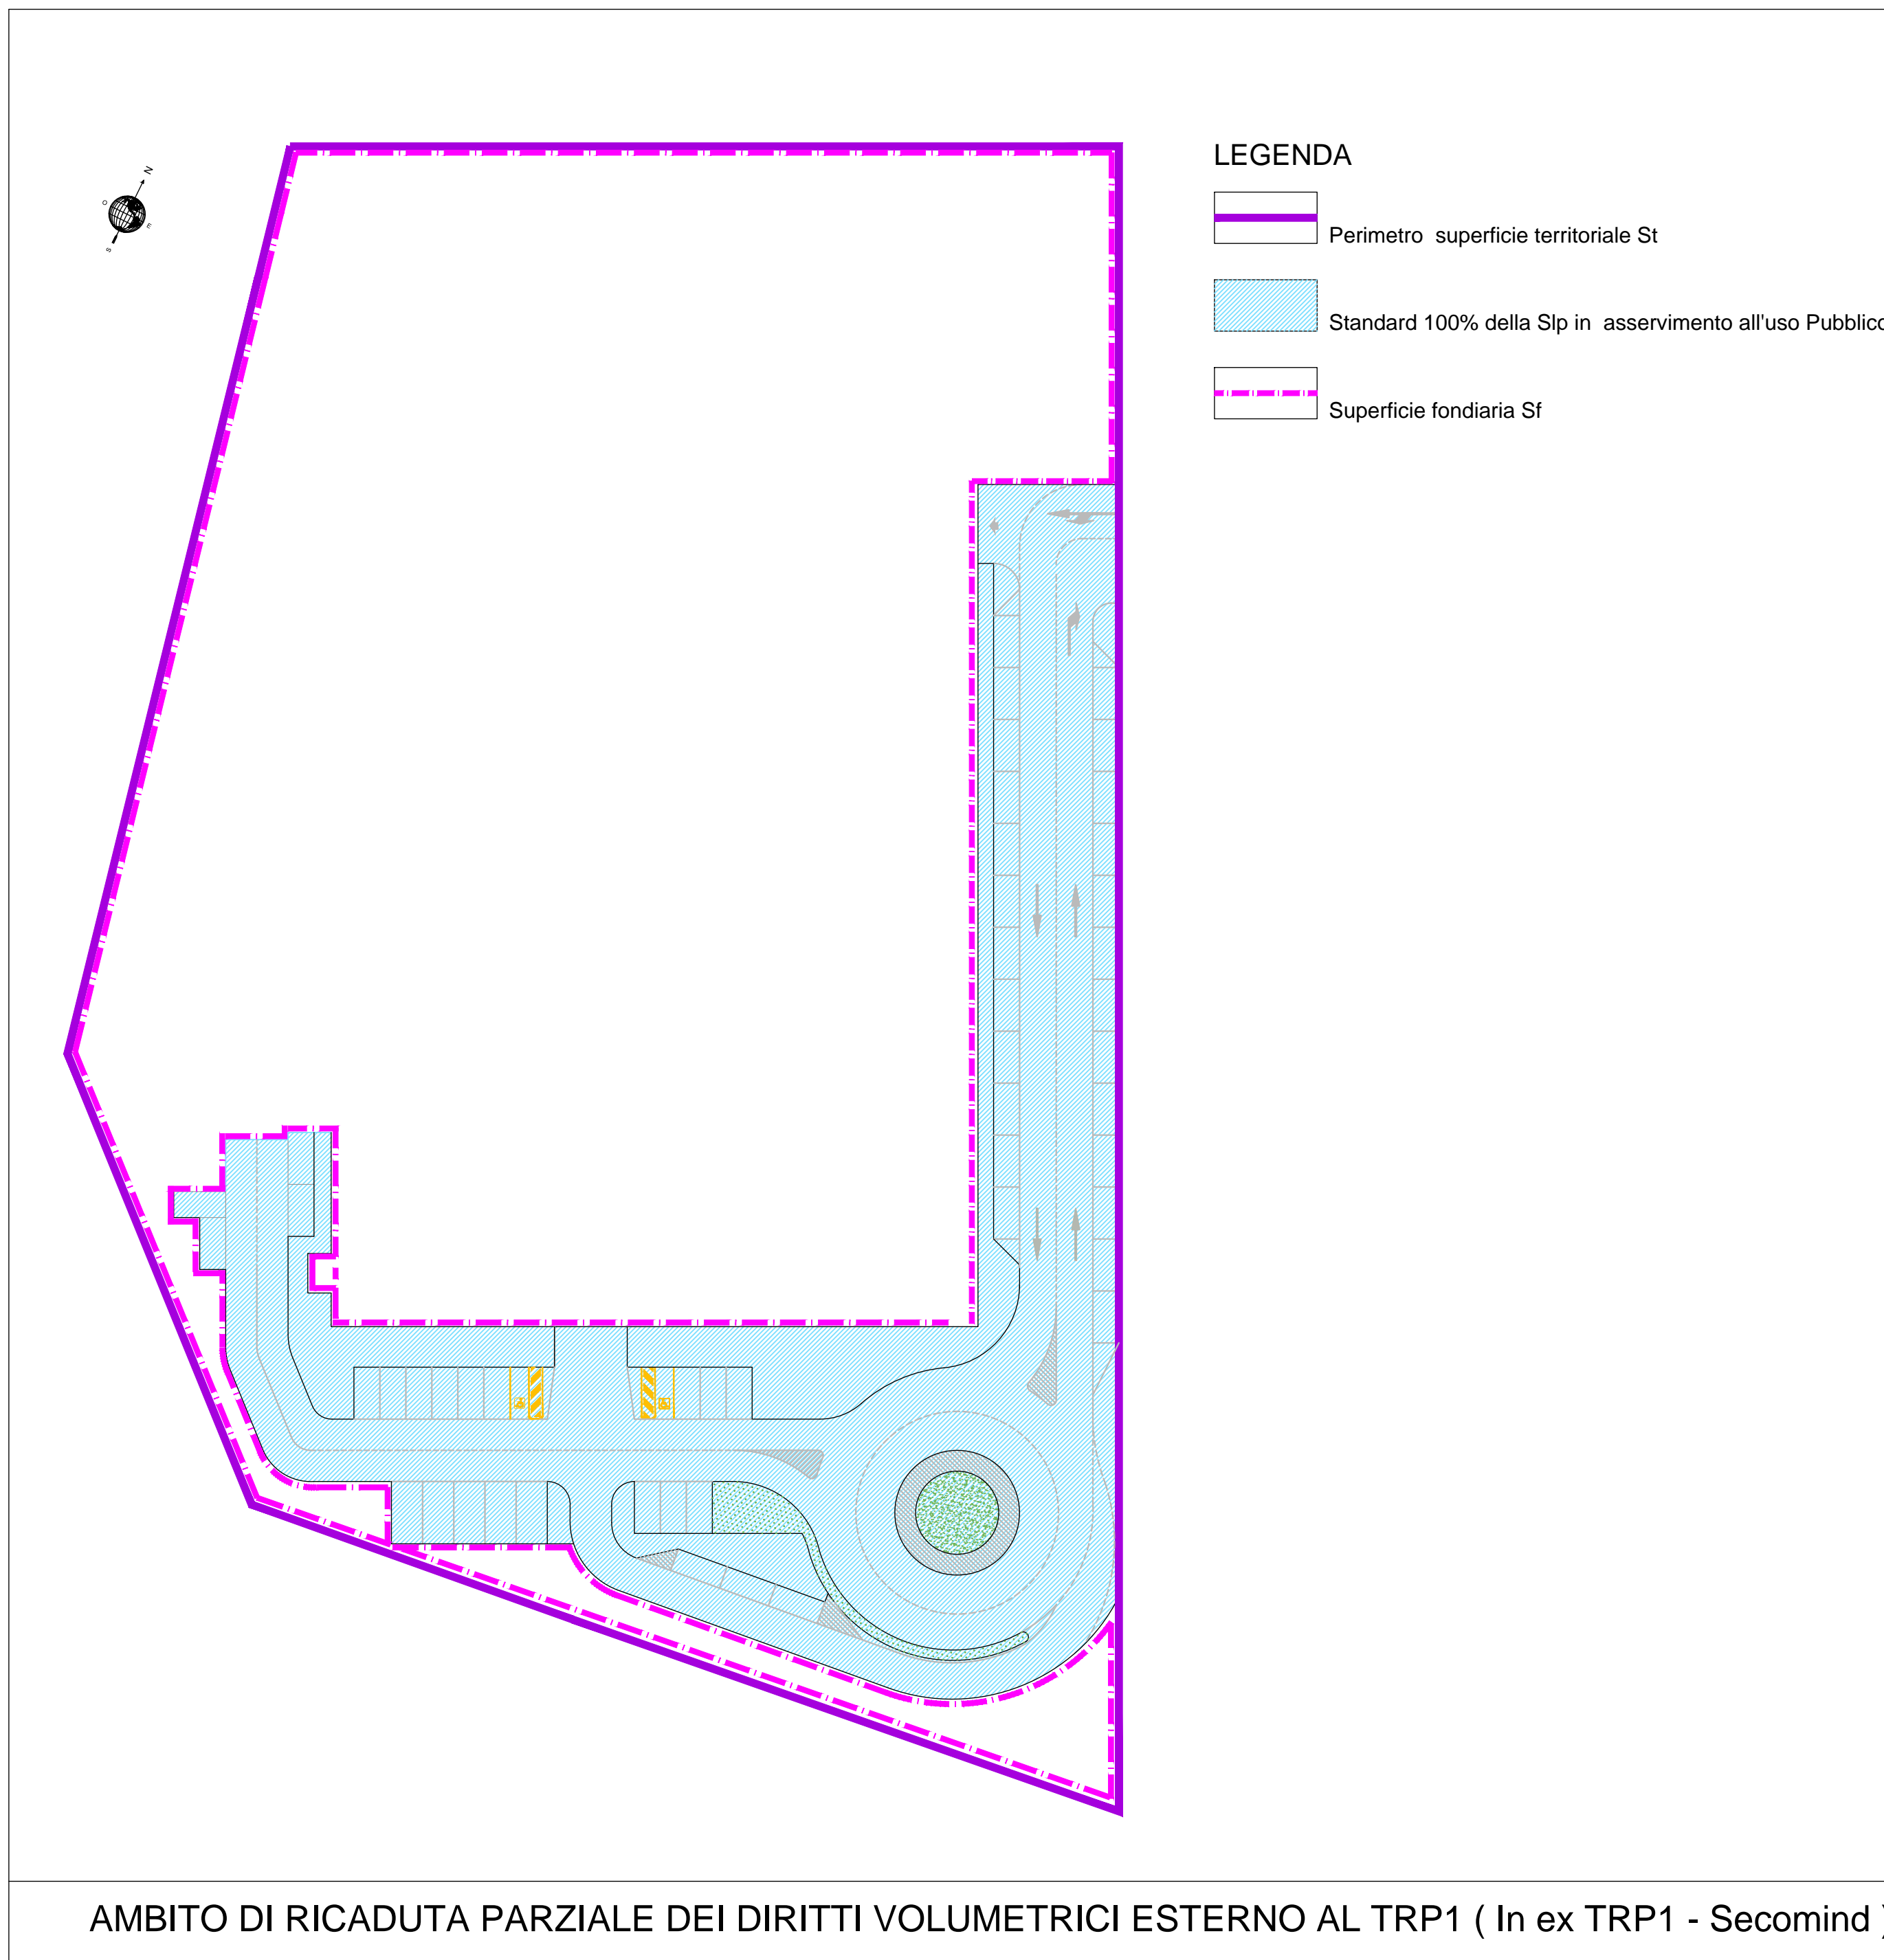 N
O
E
S
LEGENDA
Perimetro superficie territoriale St
Standard 100% della Slp in asservimento all'uso Pubblico
Superficie fondiaria Sf
AMBITO DI RICADUTA PARZIALE DEI DIRITTI VOLUMETRICI ESTERNO AL TRP1 ( In ex TRP1 - Secomind )